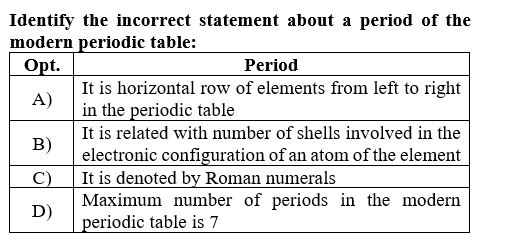 Identify the incorrect statement about a period of the
modern periodic table:
Opt. Period
A) It is horizontal row of elements from left to right
in the periodic table
B) It is related with number of shells involved in the
electronic configuration of an atom of the element
C) It is denoted by Roman numerals
D) Maximum number of periods in the modern
periodic table is 7